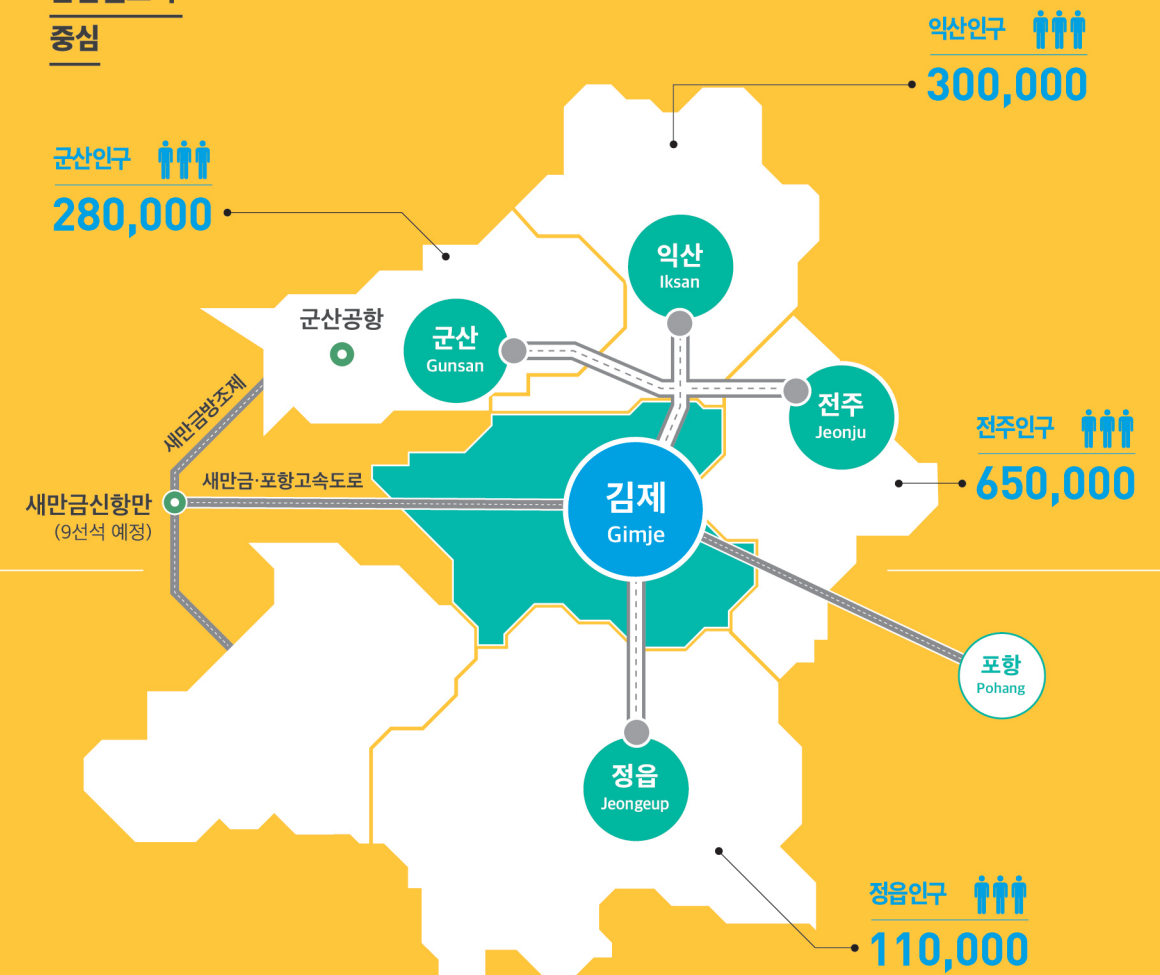 중심
익산인구
300,000
군산인구
280,000
익산
Iksan
군산공항
군산
Gunsan
전주
Jeonju
새만금방조제
전주인구
650,000
새만금·포항고속도로
새만금신항만
(9선석 예정)
김제
Gimje
포항
Pohang
정읍
Jeongeup
정읍인구
110,000